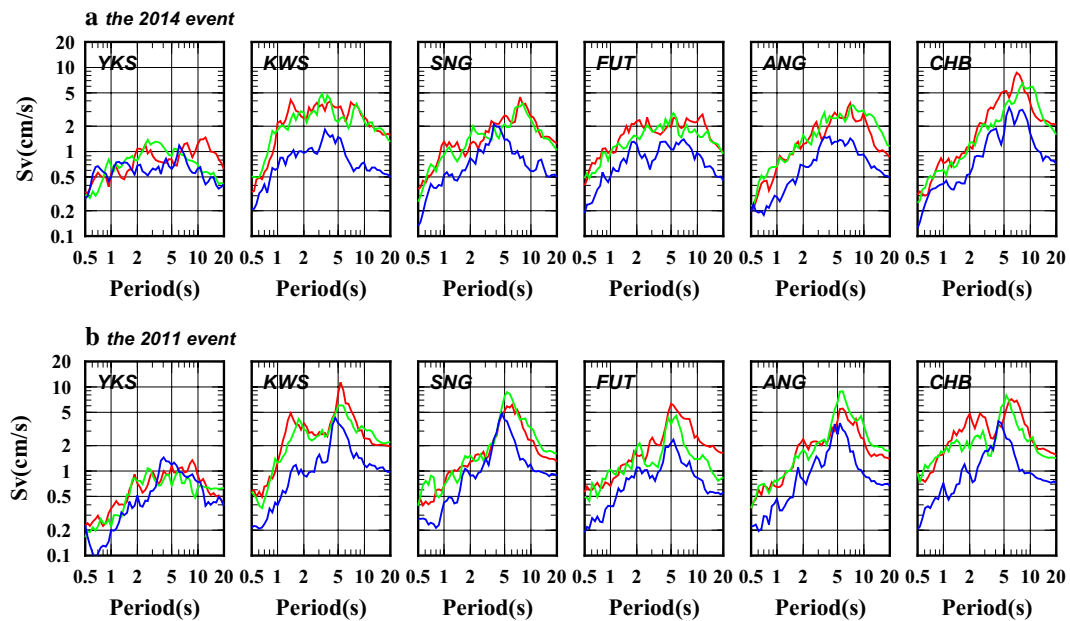 a the 2014 event
YKS KWS SNG FUT ANG CHB
Sv(cm/s)
20
10
5
2
1
0.5
0.2
0.1
0.5 1 2 5 10 20 0.5 1 2 5 10 20 0.5 1 2 5 10 20 0.5 1 2 5 10 20 0.5 1 2 5 10 20 0.5 1 2 5 10 20
Period(s) Period(s) Period(s) Period(s) Period(s) Period(s)
b the 2011 event
YKS KWS SNG FUT ANG CHB
Sv(cm/s)
20
10
5
2
1
0.5
0.2
0.1
0.5 1 2 5 10 20 0.5 1 2 5 10 20 0.5 1 2 5 10 20 0.5 1 2 5 10 20 0.5 1 2 5 10 20 0.5 1 2 5 10 20
Period(s) Period(s) Period(s) Period(s) Period(s) Period(s)